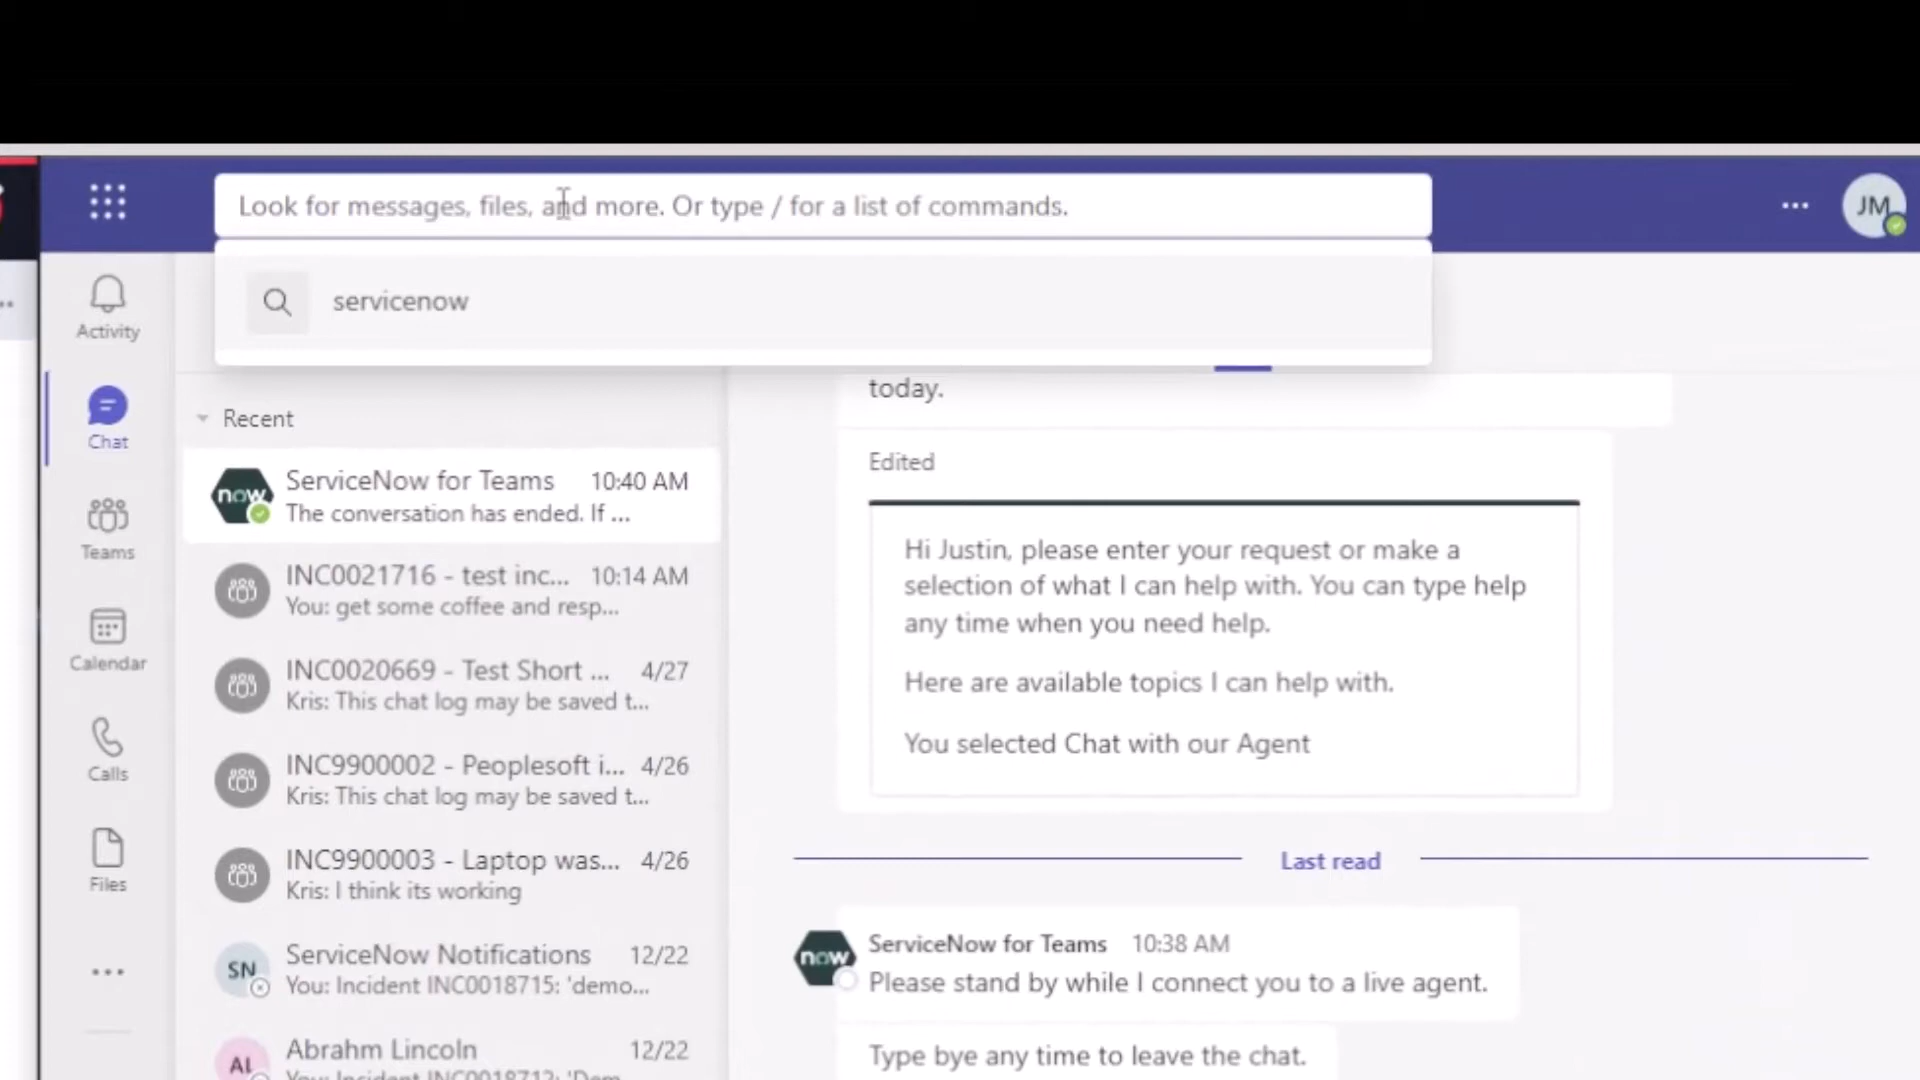 Look for messages, files, and more. Or type / for a list of commands.
JM
servicenow
Activity
Chat
Teams
Calendar
Calls
Files
Recent
now
ServiceNow for Teams 10:40 AM
The conversation has ended. If ...
INC0021716 - test inc... 10:14 AM
You: get some coffee and resp...
INC0020669 - Test Short ... 4/27
Kris: This chat log may be saved t...
INC9900002 - Peoplesoft i... 4/26
Kris: This chat log may be saved t...
INC9900003 - Laptop was... 4/26
Kris: I think its working
SN
ServiceNow Notifications 12/22
You: Incident INC0018715: 'demo...
AL
Abrahm Lincoln 12/22
You: Incident INC0018712: 'Dem...
today.
Edited
Hi Justin, please enter your request or make a
selection of what I can help with. You can type help
any time when you need help.
Here are available topics I can help with.
You selected Chat with our Agent
Last read
now
ServiceNow for Teams 10:38 AM
Please stand by while I connect you to a live agent.
Type bye any time to leave the chat.